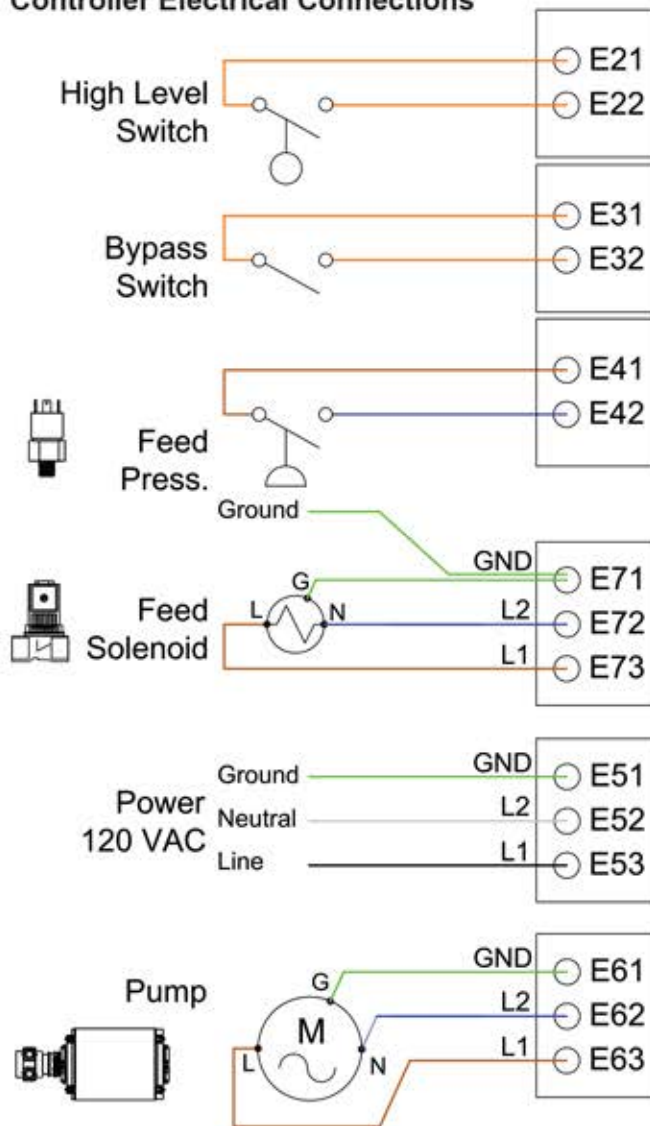 Controller Electrical Connections
High Level
Switch
E21
E22
Bypass
Switch
E31
E32
Feed
Press.
E41
E42
Ground
Feed
Solenoid
L
G
N
GND
L2
L1
E71
E72
E73
Power
120 VAC
Ground
Neutral
Line
GND
L2
L1
E51
E52
E53
Pump
G
M
L
N
GND
L2
L1
E61
E62
E63